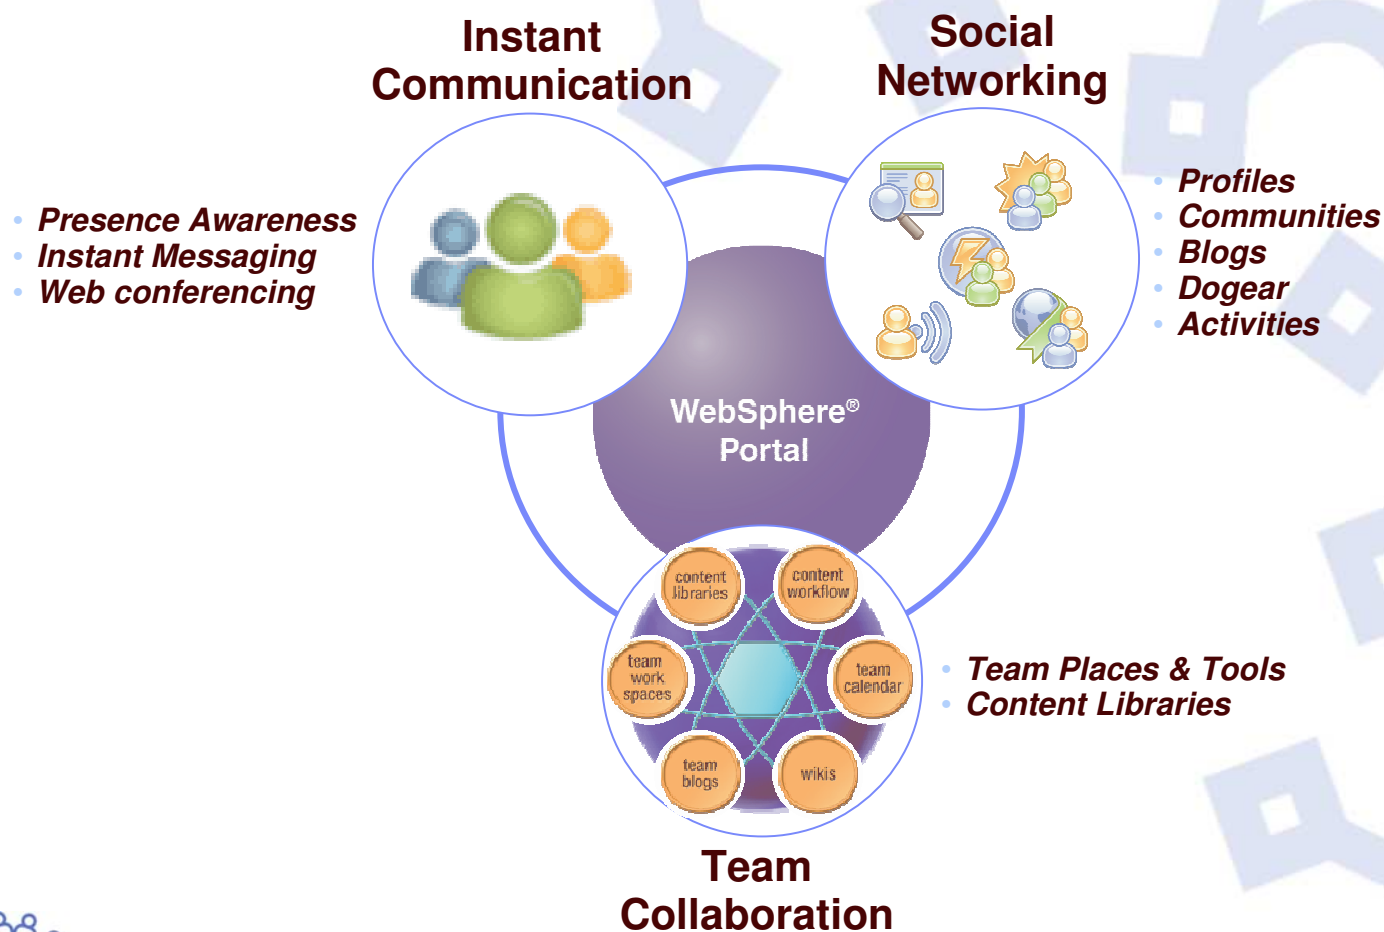 Instant
Communication
Social
Networking
• Presence Awareness
• Instant Messaging
• Web conferencing
• Profiles
• Communities
• Blogs
• Dogear
• Activities
WebSphere®
Portal
content
libraries
content
workflow
team
work
spaces
team
calendar
team
blogs
wikis
• Team Places & Tools
• Content Libraries
Team
Collaboration